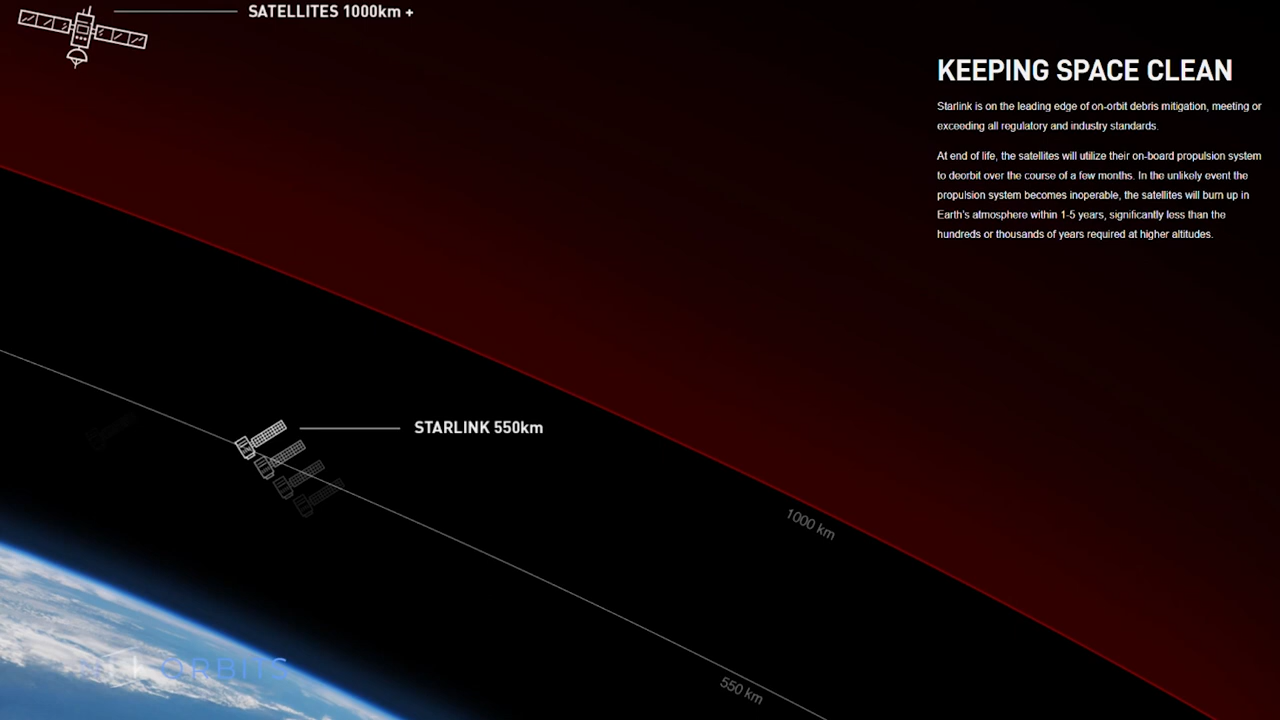 SATELLITES 1000km +
KEEPING SPACE CLEAN
Starlink is on the leading edge of on-orbit debris mitigation, meeting or
exceeding all regulatory and industry standards.
At end of life, the satellites will utilize their on-board propulsion system
to deorbit over the course of a few months. In the unlikely event the
propulsion system becomes inoperable, the satellites will burn up in
Earth's atmosphere within 1-5 years, significantly less than the
hundreds or thousands of years required at higher altitudes.
STARLINK 550km
1000 km
ORBITS
550 km